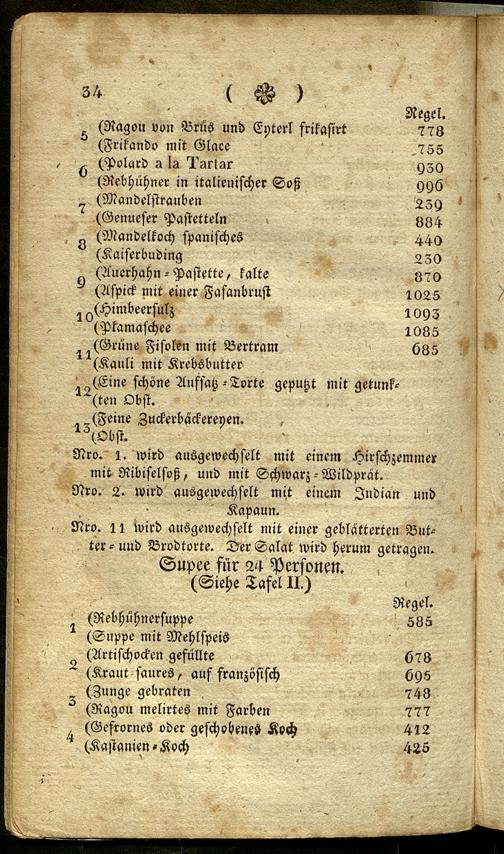 34 ( ❀ )
Regel.
5 (Ragou von Brüs und Eyterl frikasirt 778
(Frikando mit Glace 755
6 (Polard a la Tartar 930
(Rebhühner in italienischer Soß 996
7 (Mandelstrauben 239
(Genueser Pastetteln 884
8 (Mandelkoch spanisches 440
(Kaiserbuding 230
9 (Auerhahn-Pastette, kalte 870
(Aspick mit einer Fasanbrust 1025
10 (Himbeersulz 1093
(Plamaschee 1085
11 (Grüne Fisolen mit Bertram 685
(Kauli mit Krebsbutter
12 (Eine schöne Aufsatz-Torte geputzt mit getunk-
(ten Obst.
13 (Feine Zuckerbäckereyen.
(Obst.
Nro. 1. wird ausgewechselt mit einem Hirschzemmer
mit Ribiselsoß, und mit Schwarz-Wildprät.
Nro. 2. wird ausgewechselt mit einem Indian und
Kapaun.
Nro. 11 wird ausgewechselt mit einer geblätterten But-
ter- und Brodtorte. Der Salat wird herum getragen.
Supee für 24 Personen.
(Siehe Tafel II.)
Regel.
1 (Rebhühnersuppe 585
(Suppe mit Mehlspeis
2 (Artischocken gefüllte 678
(Kraut saures, auf französisch 695
3 (Zunge gebraten 748
(Ragou melirtes mit Farben 777
4 (Gefrornes oder geschobenes Koch 412
(Kastanien-Koch 425